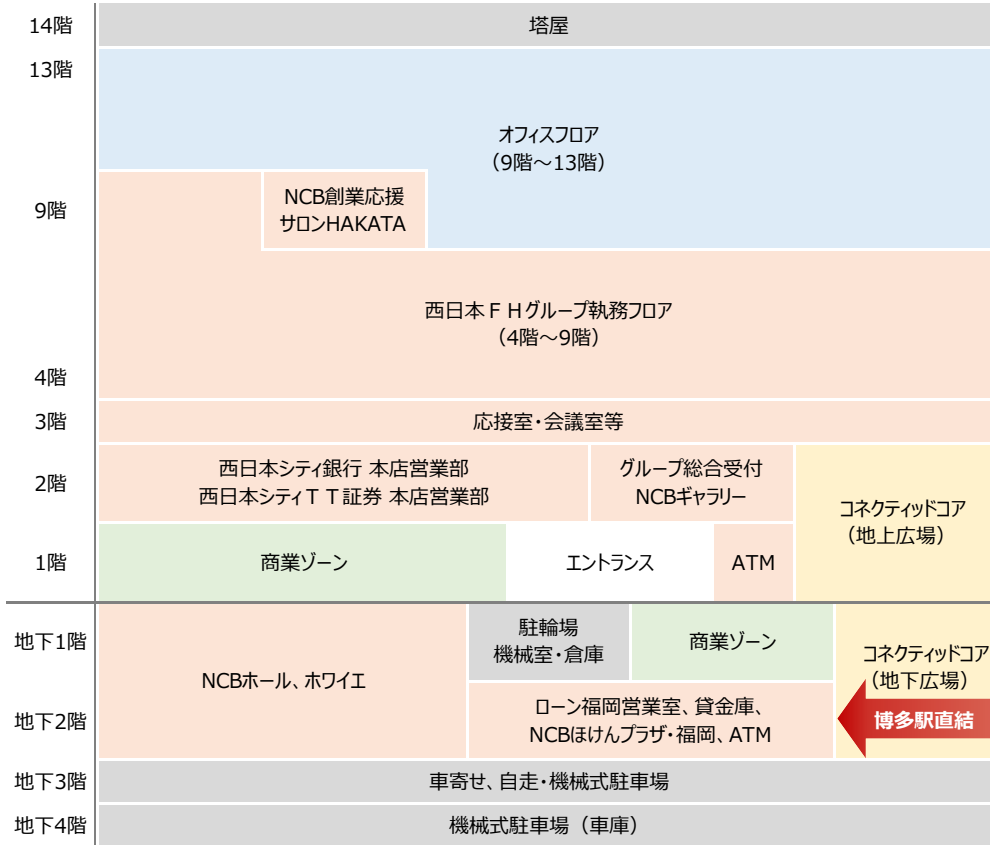 14階
塔屋
13階
オフィスフロア
（9階～13階）
9階
NCB創業応援
サロンHAKATA
西日本ＦＨグループ執務フロア
（4階～9階）
4階
3階
応接室・会議室等
2階
西日本シティ銀行 本店営業部
西日本シティＴＴ証券 本店営業部
グループ総合受付
NCBギャラリー
コネクティッドコア
（地上広場）
1階
商業ゾーン
エントランス
ATM
地下1階
NCBホール、ホワイエ
駐輪場
機械室・倉庫
商業ゾーン
コネクティッドコア
（地下広場）
地下2階
ローン福岡営業室、貸金庫、
NCBほけんプラザ・福岡、ATM
博多駅直結
地下3階
車寄せ、自走・機械式駐車場
地下4階
機械式駐車場（車庫）